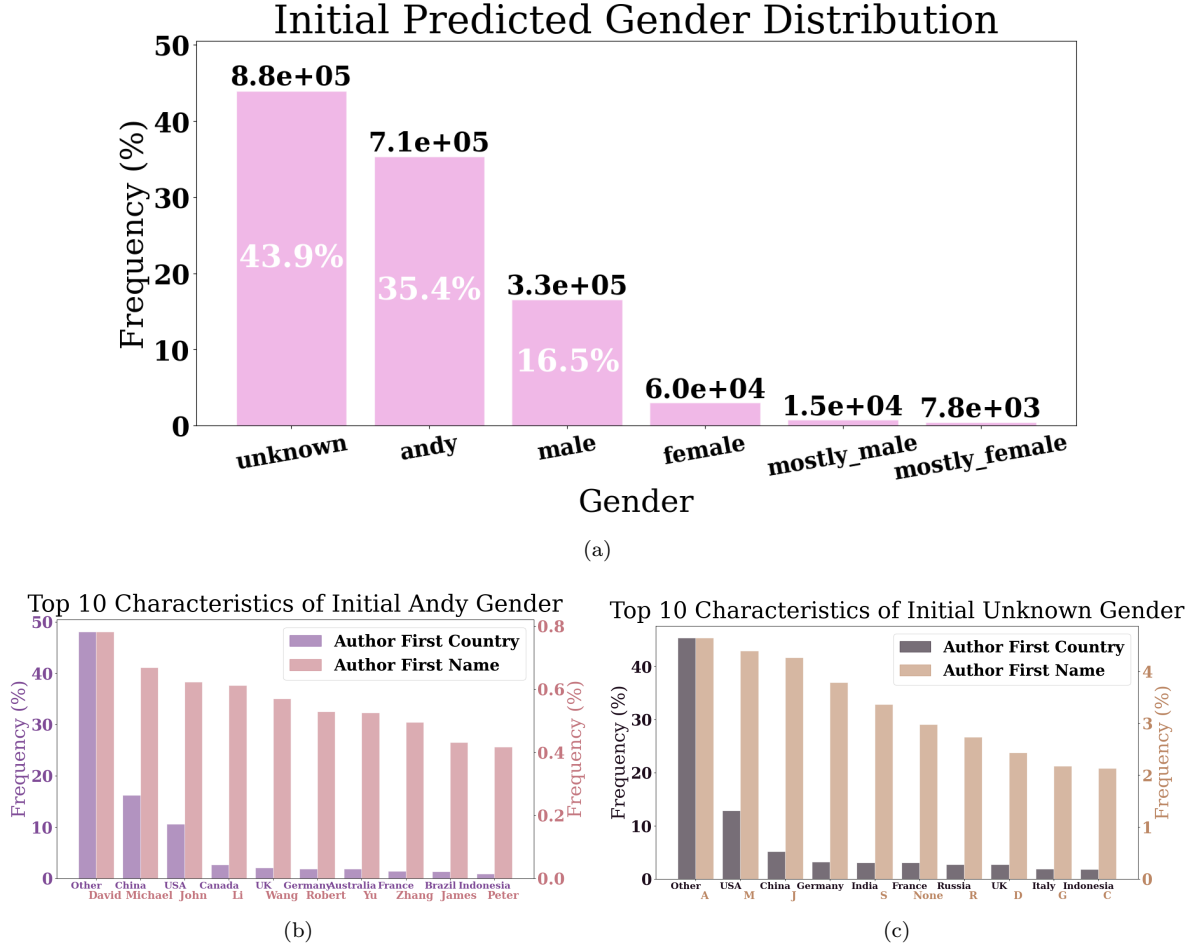 Initial Predicted Gender Distribution
50
40
30
20
10
0
Frequency (%)
8.8e+05
7.1e+05
3.3e+05
6.0e+04
1.5e+04
7.8e+03
43.9%
35.4%
16.5%
unknown
andy
male
female
mostly_male
mostly_female
Gender
(a)
Top 10 Characteristics of Initial Andy Gender
50
40
30
20
10
0
Frequency (%)
Author First Country
Author First Name
0.8
0.6
0.4
0.2
0.0
Frequency (%)
Other China USA Canada UK Germany Australia France Brazil Indonesia
David Michael John Li Wang Robert Yu Zhang James Peter
(b)
Top 10 Characteristics of Initial Unknown Gender
40
30
20
10
0
Frequency (%)
Author First Country
Author First Name
4
3
2
1
0
Frequency (%)
Other USA China Germany India France Russia UK Italy Indonesia
A M J S None R D G C
(c)